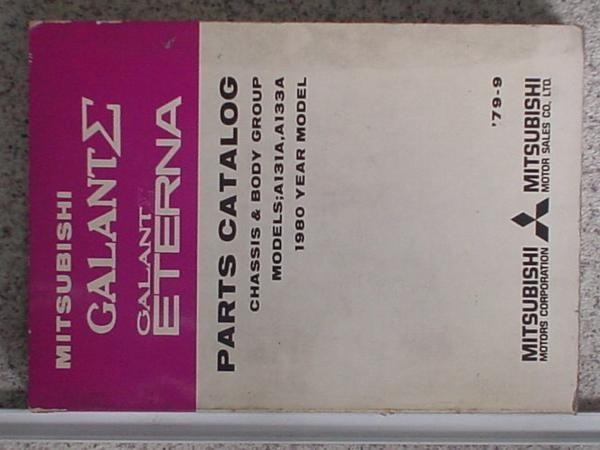 MITSUBISHI
GALANTΣ
GALANTΣ
ETERNA
PARTS CATALOG
CHASSIS & BODY GROUP
MODELS;A131A,A133A
1980 YEAR MODEL
'79-9
MITSUBISHI MITSUBISHI
MOTORS CORPORATION MOTOR SALES CO., LTD.